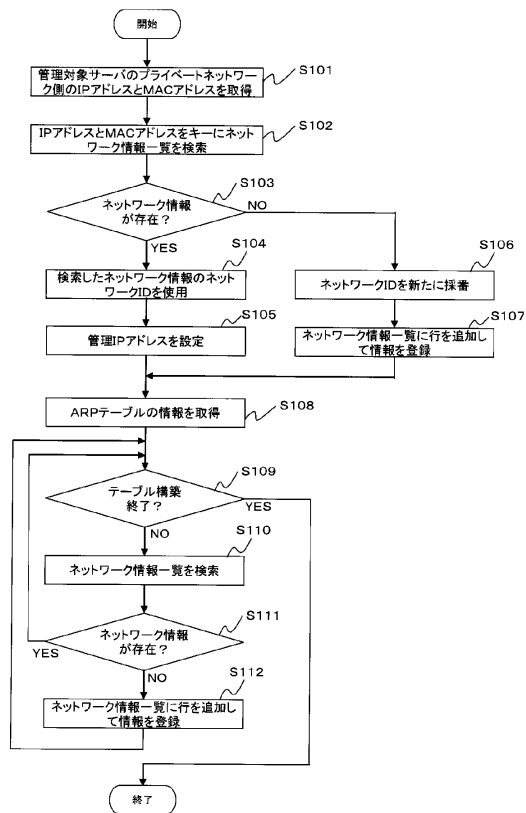 開始
管理対象サーバのプライベートネットワー
ク側のIPアドレスとMACアドレスを取得
S101
IPアドレスとMACアドレスをキーにネット
ワーク情報一覧を検索
S102
ネットワーク情報
が存在?
S103
NO
YES
S104
検索したネットワーク情報のネット
ワークIDを使用
S106
ネットワークIDを新たに採番
S105
管理IPアドレスを設定
S107
ネットワーク情報一覧に行を追加し
て情報を登録
ARPテーブルの情報を取得
S108
テーブル構築
終了?
S109
YES
NO
S110
ネットワーク情報一覧を検索
ネットワーク情報
が存在?
S111
YES
NO
S112
ネットワーク情報一覧に行を追加し
て情報を登録
終了